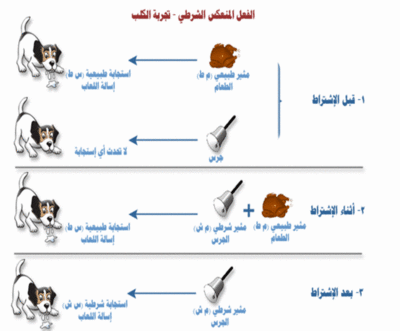 الفعل المنعكس الشرطي - تجربة الكلب
مثير طبيعي (م ط)
الطعام
استجابة طبيعية (س ط)
إسالة اللعاب
١- قبل الإشتراط
جرس
لا تحدث أي إستجابة
٢- أثناء الإشتراط
مثير طبيعي (م ط)
الطعام
مثير شرطي (م ش)
الجرس
استجابة طبيعية (س ط)
إسالة اللعاب
٣- بعد الإشتراط
مثير شرطي (م ش)
الجرس
استجابة شرطية (س ش)
إسالة اللعاب